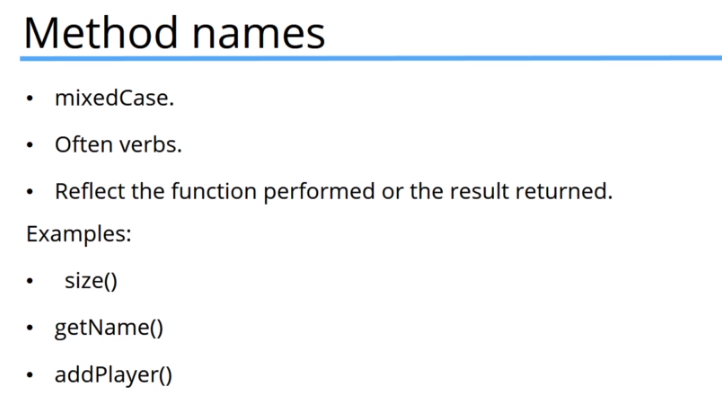 Method names
• mixedCase.
• Often verbs.
• Reflect the function performed or the result returned.
Examples:
• size()
• getName()
• addPlayer()